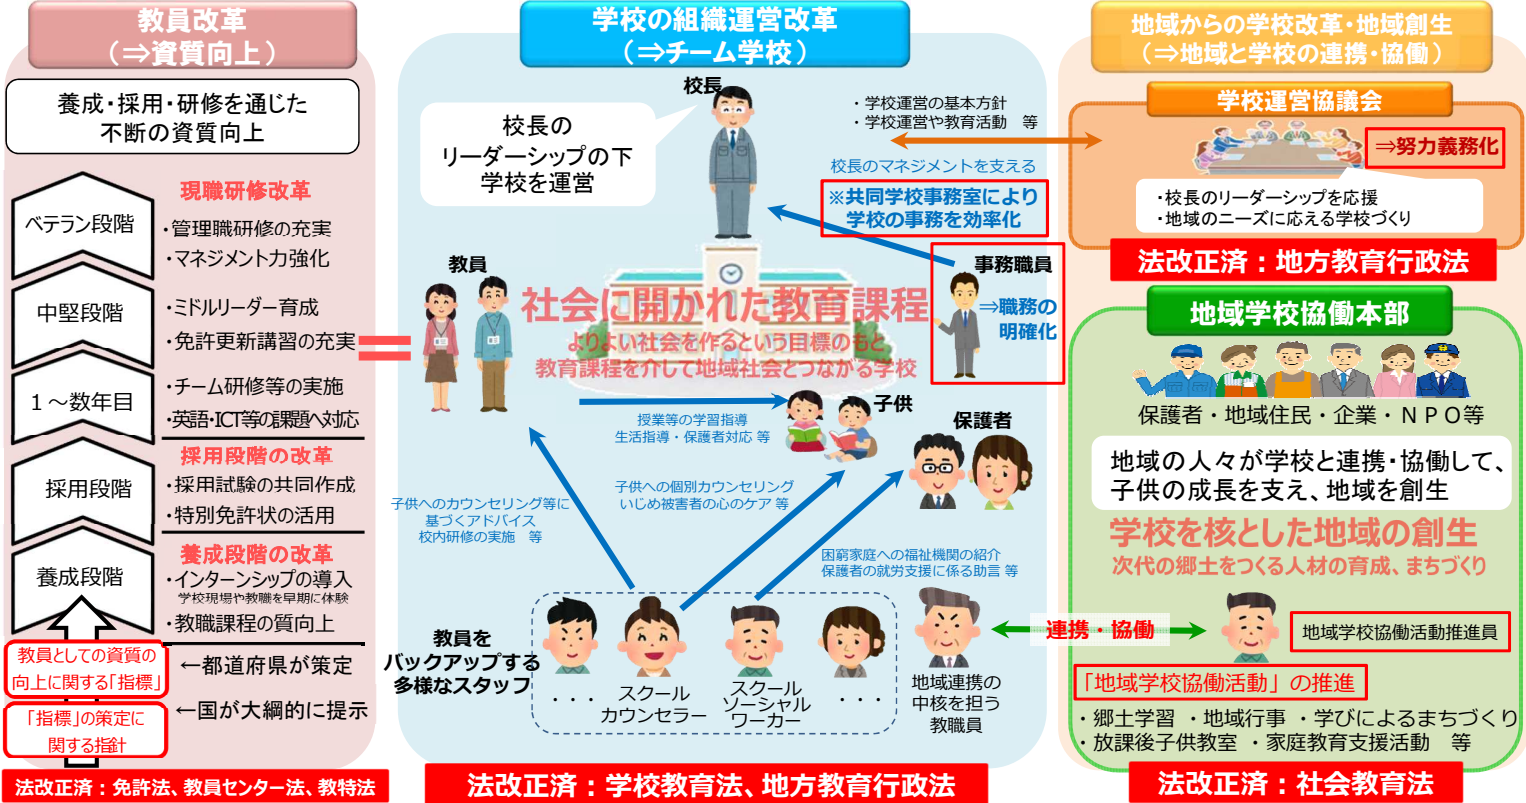 教員改革
（⇒資質向上）
養成・採用・研修を通じた
不断の資質向上
ベテラン段階
中堅段階
１～数年目
採用段階
養成段階
現職研修改革
・管理職研修の充実
・マネジメント力強化
・ミドルリーダー育成
・免許更新講習の充実
・チーム研修等の実施
・英語・ICT等の課題へ対応
採用段階の改革
・採用試験の共同作成
・特別免許状の活用
養成段階の改革
・インターンシップの導入
学校現場や教職を早期に体験
・教職課程の質向上
教員としての資質の
向上に関する「指標」
←都道府県が策定
「指標」の策定に
関する指針
←国が大綱的に提示
法改正済：免許法、教員センター法、教特法
学校の組織運営改革
（⇒チーム学校）
校長
校長の
リーダーシップの下
学校を運営
・学校運営の基本方針
・学校運営や教育活動　等
校長のマネジメントを支える
※共同学校事務室により
学校の事務を効率化
教員
事務職員
⇒職務の
明確化
社会に開かれた教育課程
よりよい社会を作るという目標のもと
教育課程を介して地域社会とつながる学校
子供
授業等の学習指導
生活指導・保護者対応 等
保護者
子供へのカウンセリング等に
基づくアドバイス
校内研修の実施　等
子供への個別カウンセリング
いじめ被害者の心のケア 等
困窮家庭への福祉機関の紹介
保護者の就労支援に係る助言 等
教員を
バックアップする
多様なスタッフ
・・・
スクール
カウンセラー
スクール
ソーシャル
ワーカー
・・・
地域連携の
中核を担う
教職員
連携・協働
法改正済：学校教育法、地方教育行政法
地域からの学校改革・地域創生
（⇒地域と学校の連携・協働）
学校運営協議会
⇒努力義務化
・校長のリーダーシップを応援
・地域のニーズに応える学校づくり
法改正済：地方教育行政法
地域学校協働本部
保護者・地域住民・企業・ＮＰＯ等
地域の人々が学校と連携・協働して、
子供の成長を支え、地域を創生
学校を核とした地域の創生
次代の郷土をつくる人材の育成、まちづくり
地域学校協働活動推進員
「地域学校協働活動」の推進
・郷土学習 ・地域行事 ・学びによるまちづくり
・放課後子供教室 ・家庭教育支援活動　等
法改正済：社会教育法